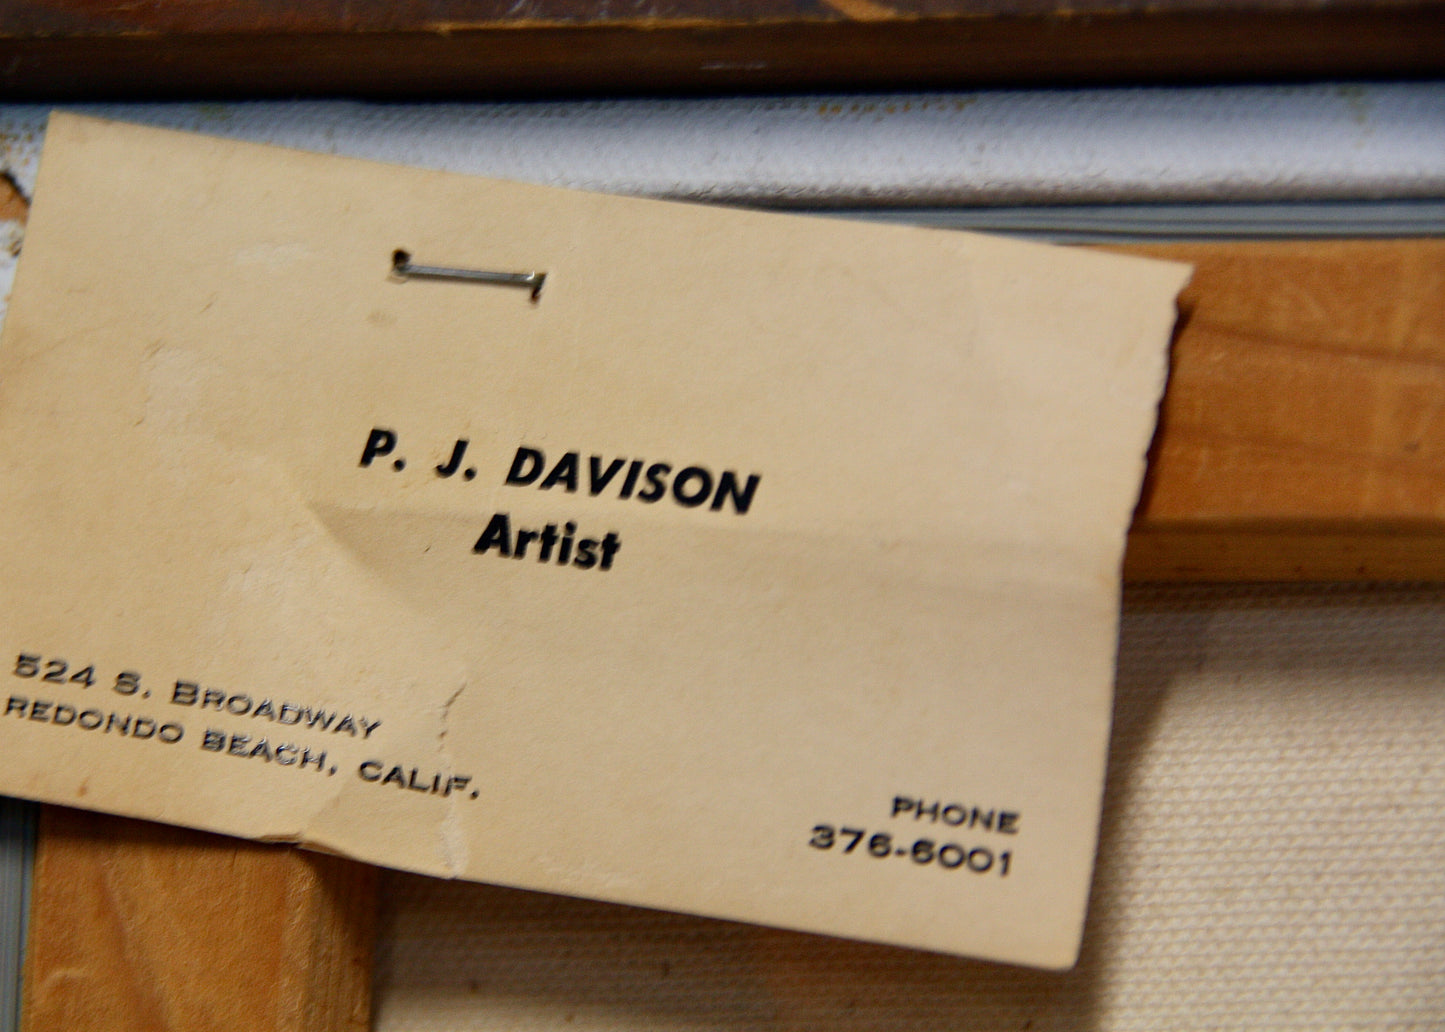 P. J. DAVISON
Artist
524 S. BROADWAY
REDONDO BEACH, CALIF.
PHONE
376-6001